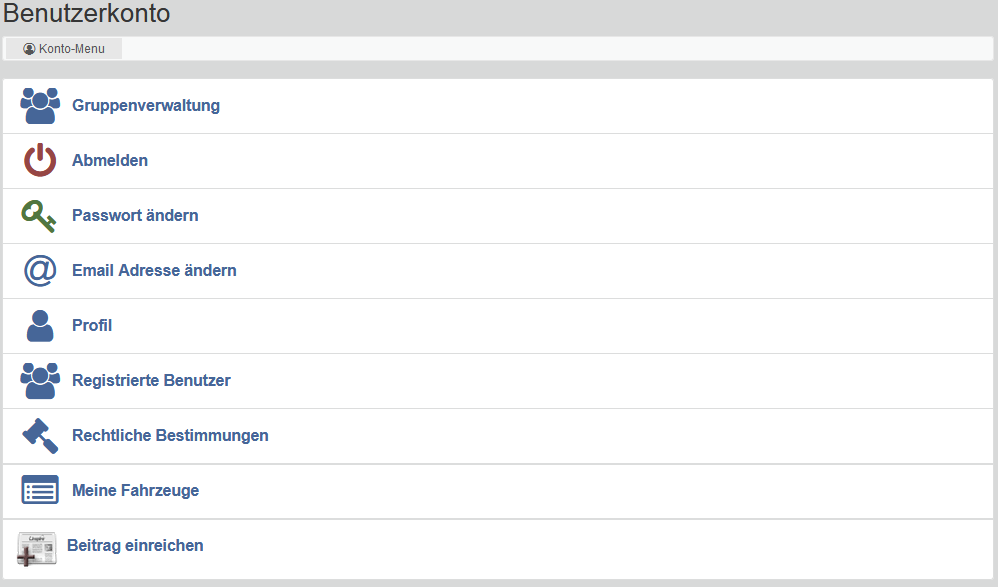 Benutzerkonto
Konto-Menu
Gruppenverwaltung
Abmelden
Passwort ändern
Email Adresse ändern
Profil
Registrierte Benutzer
Rechtliche Bestimmungen
Meine Fahrzeuge
Beitrag einreichen